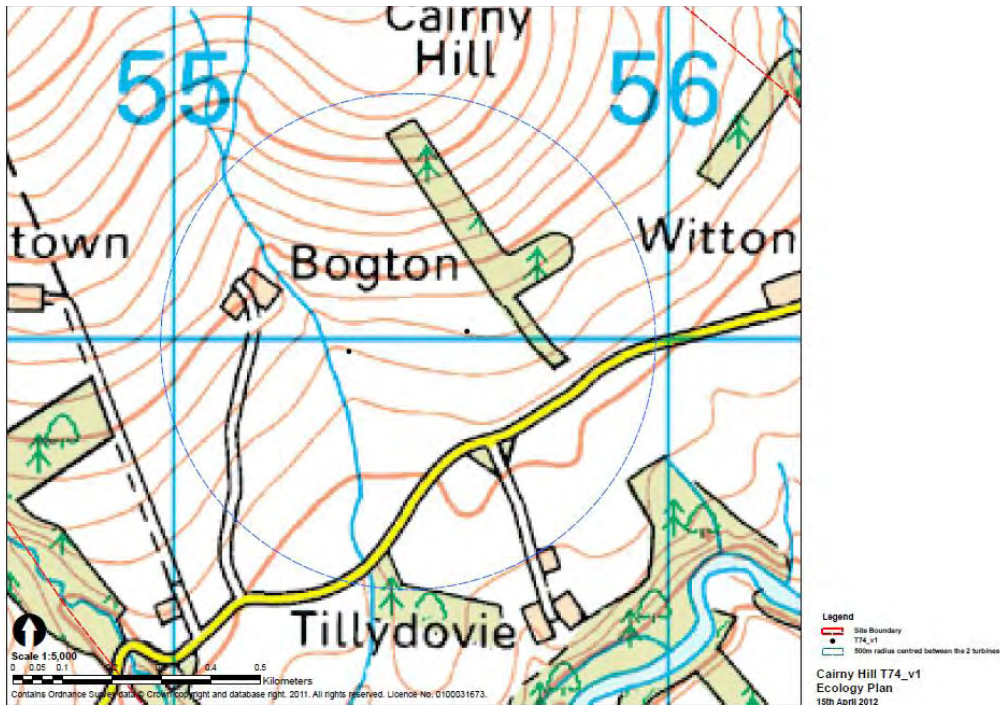 Cairny
Hill
55
56
town
Bogton
Witton
Tillydovie
Scale 1:5,000
0 0.05 0.1 0.2 0.4 0.5
Kilometers
Contains Ordnance Survey data © Crown copyright and database right, 2011. All rights reserved. Licence No. 0100031673.
Legend
Site Boundary
T74_v1
500m radius centred between the 2 turbines
Cairny Hill T74_v1
Ecology Plan
15th April 2012